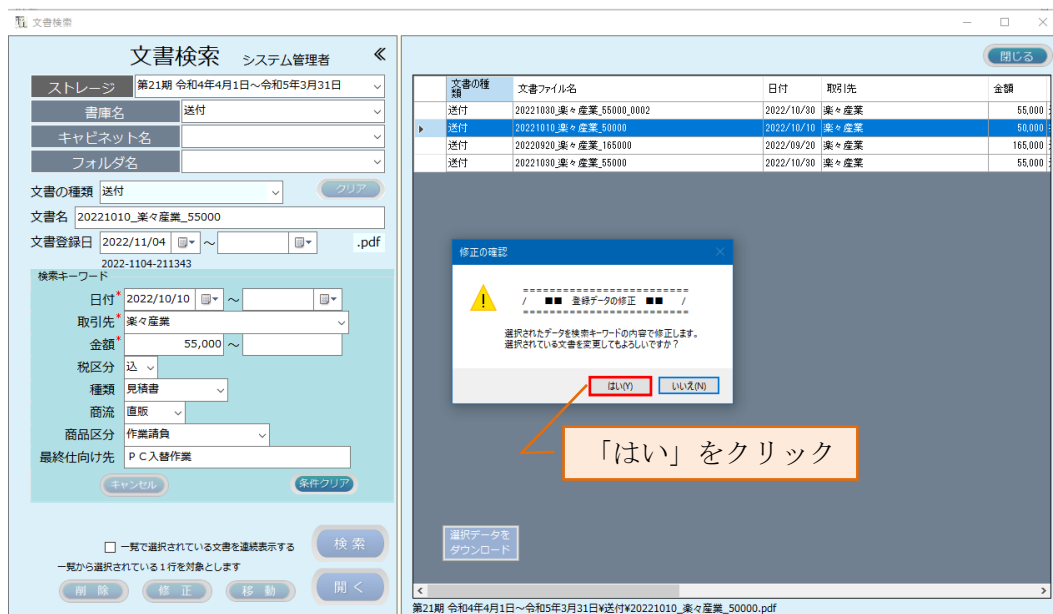 文書検索
文書検索 システム管理者 《
ストレージ 第21期 令和4年4月1日～令和5年3月31日
書庫名 送付
キャビネット名
フォルダ名
文書の種類 送付 クリア
文書名 20221010_楽々産業_55000
文書登録日 2022/11/04 ～ .pdf
2022-1104-211343
検索キーワード
日付* 2022/10/10 ～
取引先* 楽々産業
金額* 55,000 ～
税区分 込
種類 見積書
商流 直販
商品区分 作業請負
最終仕向け先 ＰＣ入替作業
キャンセル 条件クリア
一覧で選択されている文書を連続表示する 検 索
一覧から選択されている１行を対象とします
削 除 修 正 移 動 開 く
閉じる
文書の種類 文書ファイル名 日付 取引先 金額
送付 20221030_楽々産業_55000_0002 2022/10/30 楽々産業 55,000
送付 20221010_楽々産業_50000 2022/10/10 楽々産業 50,000
送付 20220920_楽々産業_165000 2022/09/20 楽々産業 165,000
送付 20221030_楽々産業_55000 2022/10/30 楽々産業 55,000
修正の確認
=========================
/ ■■ 登録データの修正 ■■ /
=========================
選択されたデータを検索キーワードの内容で修正します。
選択されている文書を変更してもよろしいですか？
はい(Y) いいえ(N)
「はい」をクリック
選択データを
ダウンロード
第21期 令和4年4月1日～令和5年3月31日¥送付¥20221010_楽々産業_50000.pdf